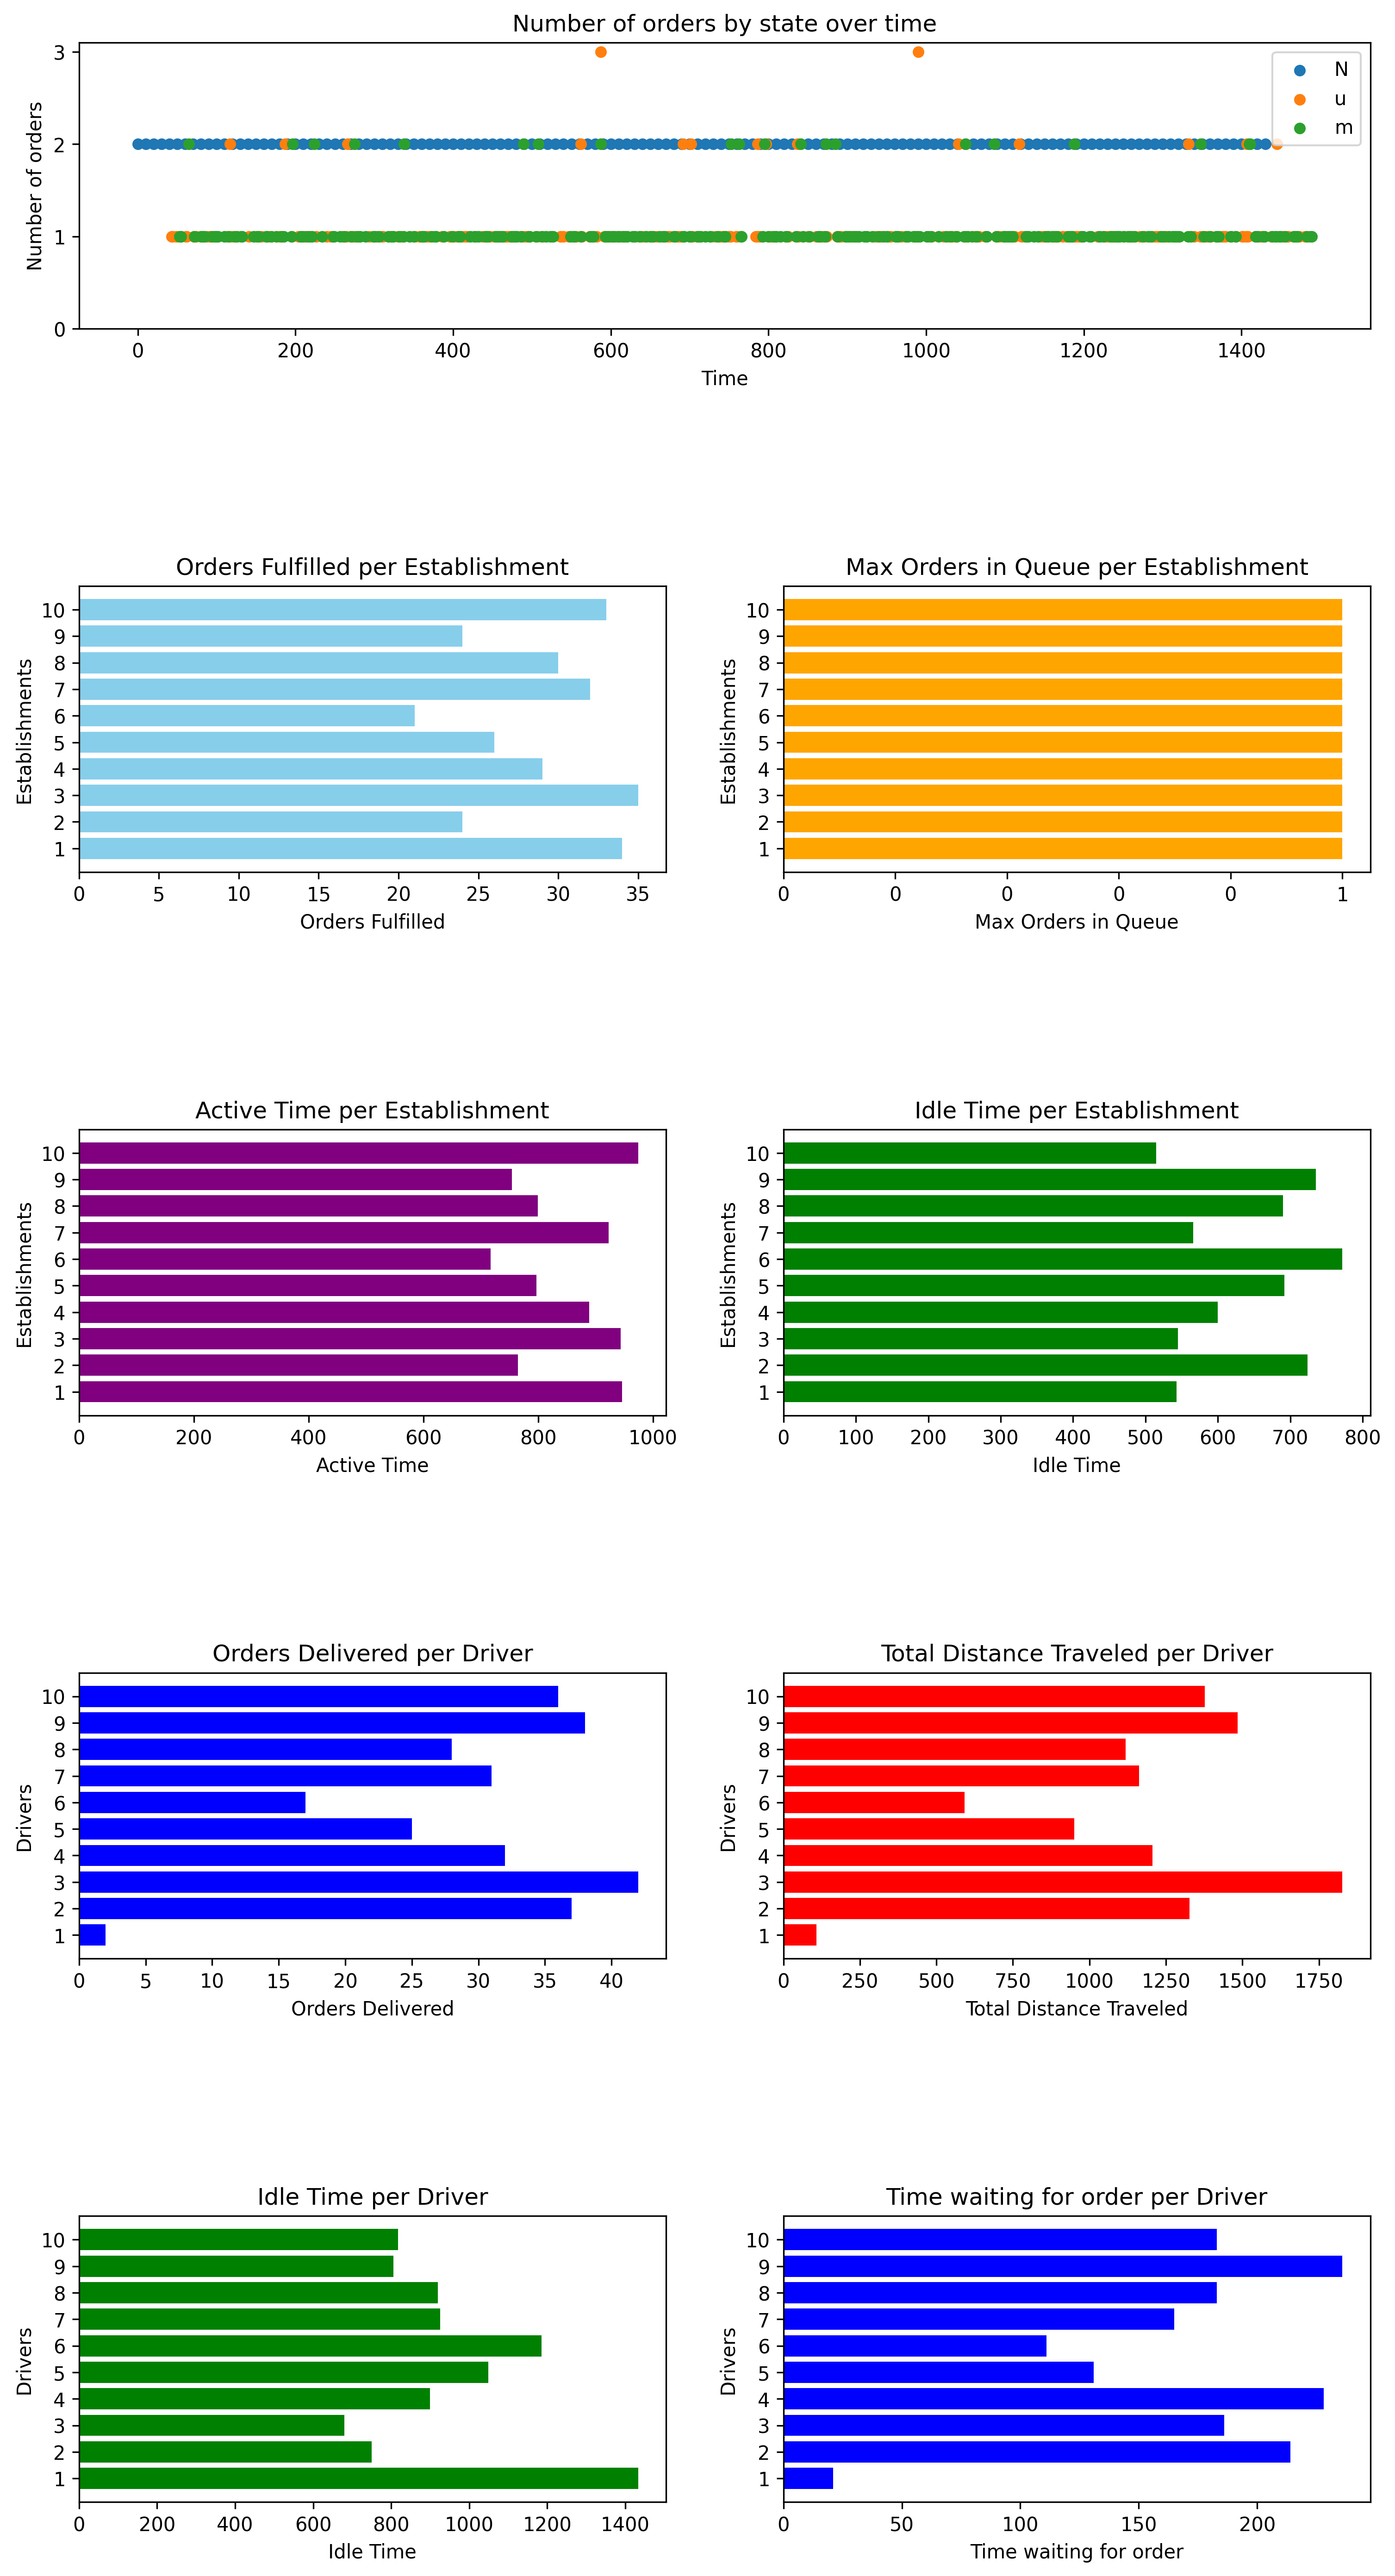 Number of orders by state over time
Number of orders
3
2
1
0
N
u
m
0 200 400 600 800 1000 1200 1400
Time
Orders Fulfilled per Establishment
Establishments
10
9
8
7
6
5
4
3
2
1
0 5 10 15 20 25 30 35
Orders Fulfilled
Max Orders in Queue per Establishment
Establishments
10
9
8
7
6
5
4
3
2
1
0 0 0 0 0 1
Max Orders in Queue
Active Time per Establishment
Establishments
10
9
8
7
6
5
4
3
2
1
0 200 400 600 800 1000
Active Time
Idle Time per Establishment
Establishments
10
9
8
7
6
5
4
3
2
1
0 100 200 300 400 500 600 700 800
Idle Time
Orders Delivered per Driver
Drivers
10
9
8
7
6
5
4
3
2
1
0 5 10 15 20 25 30 35 40
Orders Delivered
Total Distance Traveled per Driver
Drivers
10
9
8
7
6
5
4
3
2
1
0 250 500 750 1000 1250 1500 1750
Total Distance Traveled
Idle Time per Driver
Drivers
10
9
8
7
6
5
4
3
2
1
0 200 400 600 800 1000 1200 1400
Idle Time
Time waiting for order per Driver
Drivers
10
9
8
7
6
5
4
3
2
1
0 50 100 150 200
Time waiting for order